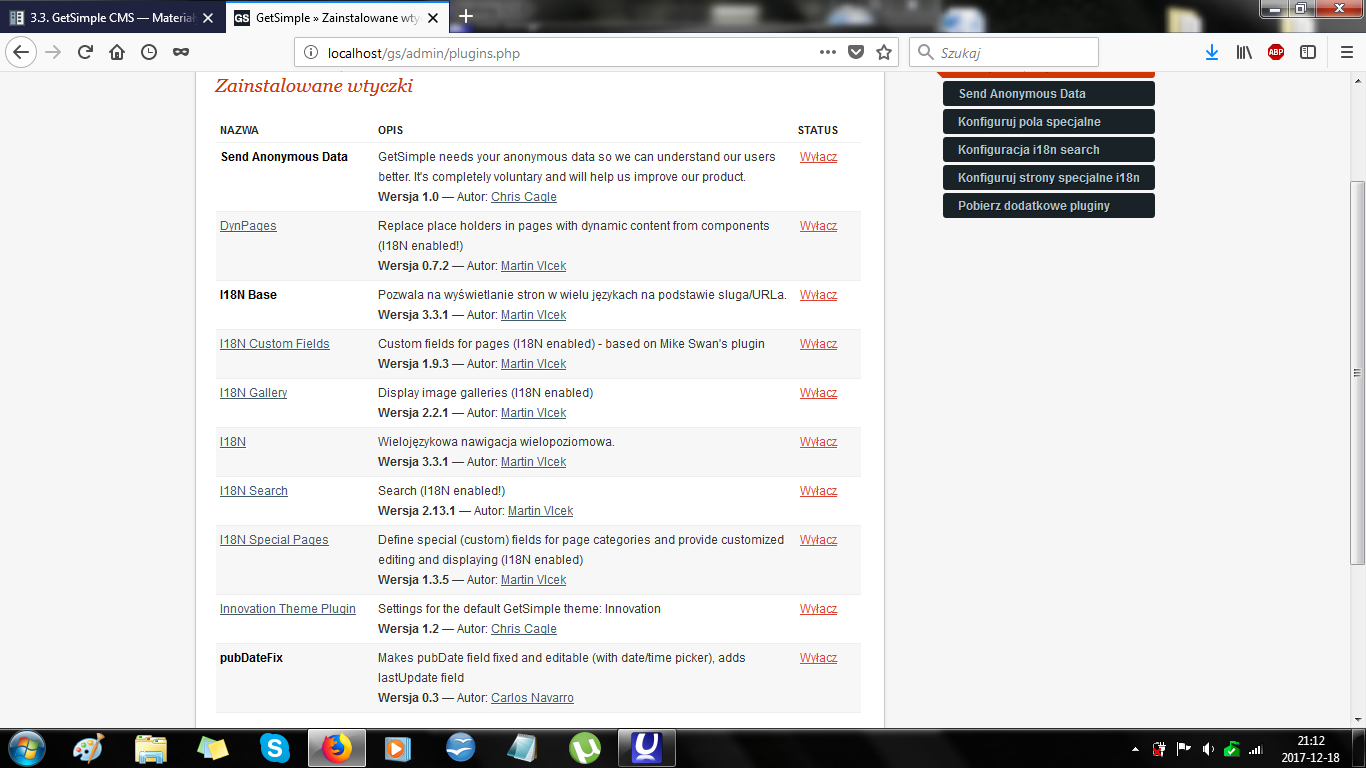 3.3. GetSimple CMS — Material
GetSimple » Zainstalowane wty
localhost/gs/admin/plugins.php
Szukaj
ABP
Zainstalowane wtyczki
NAZWA OPIS STATUS
Send Anonymous Data GetSimple needs your anonymous data so we can understand our users Wyłącz
better. It's completely voluntary and will help us improve our product.
Wersja 1.0 — Autor: Chris Cagle
DynPages Replace place holders in pages with dynamic content from components Wyłącz
(I18N enabled!)
Wersja 0.7.2 — Autor: Martin Vlcek
I18N Base Pozwala na wyświetlanie stron w wielu językach na podstawie sluga/URLa. Wyłącz
Wersja 3.3.1 — Autor: Martin Vlcek
I18N Custom Fields Custom fields for pages (I18N enabled) - based on Mike Swan's plugin Wyłącz
Wersja 1.9.3 — Autor: Martin Vlcek
I18N Gallery Display image galleries (I18N enabled) Wyłącz
Wersja 2.2.1 — Autor: Martin Vlcek
I18N Wielojęzykowa nawigacja wielopoziomowa. Wyłącz
Wersja 3.3.1 — Autor: Martin Vlcek
I18N Search Search (I18N enabled!) Wyłącz
Wersja 2.13.1 — Autor: Martin Vlcek
I18N Special Pages Define special (custom) fields for page categories and provide customized Wyłącz
editing and displaying (I18N enabled)
Wersja 1.3.5 — Autor: Martin Vlcek
Innovation Theme Plugin Settings for the default GetSimple theme: Innovation Wyłącz
Wersja 1.2 — Autor: Chris Cagle
pubDateFix Makes pubDate field fixed and editable (with date/time picker), adds Wyłącz
lastUpdate field
Wersja 0.3 — Autor: Carlos Navarro
Send Anonymous Data
Konfiguruj pola specjalne
Konfiguracja i18n search
Konfiguruj strony specjalne i18n
Pobierz dodatkowe pluginy
21:12
2017-12-18